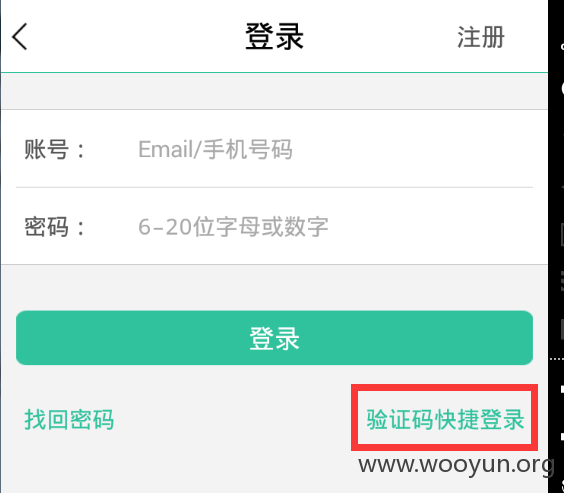 登录 注册
账号： Email/手机号码
密码： 6-20位字母或数字
登录
找回密码 验证码快捷登录
www.wooyun.org